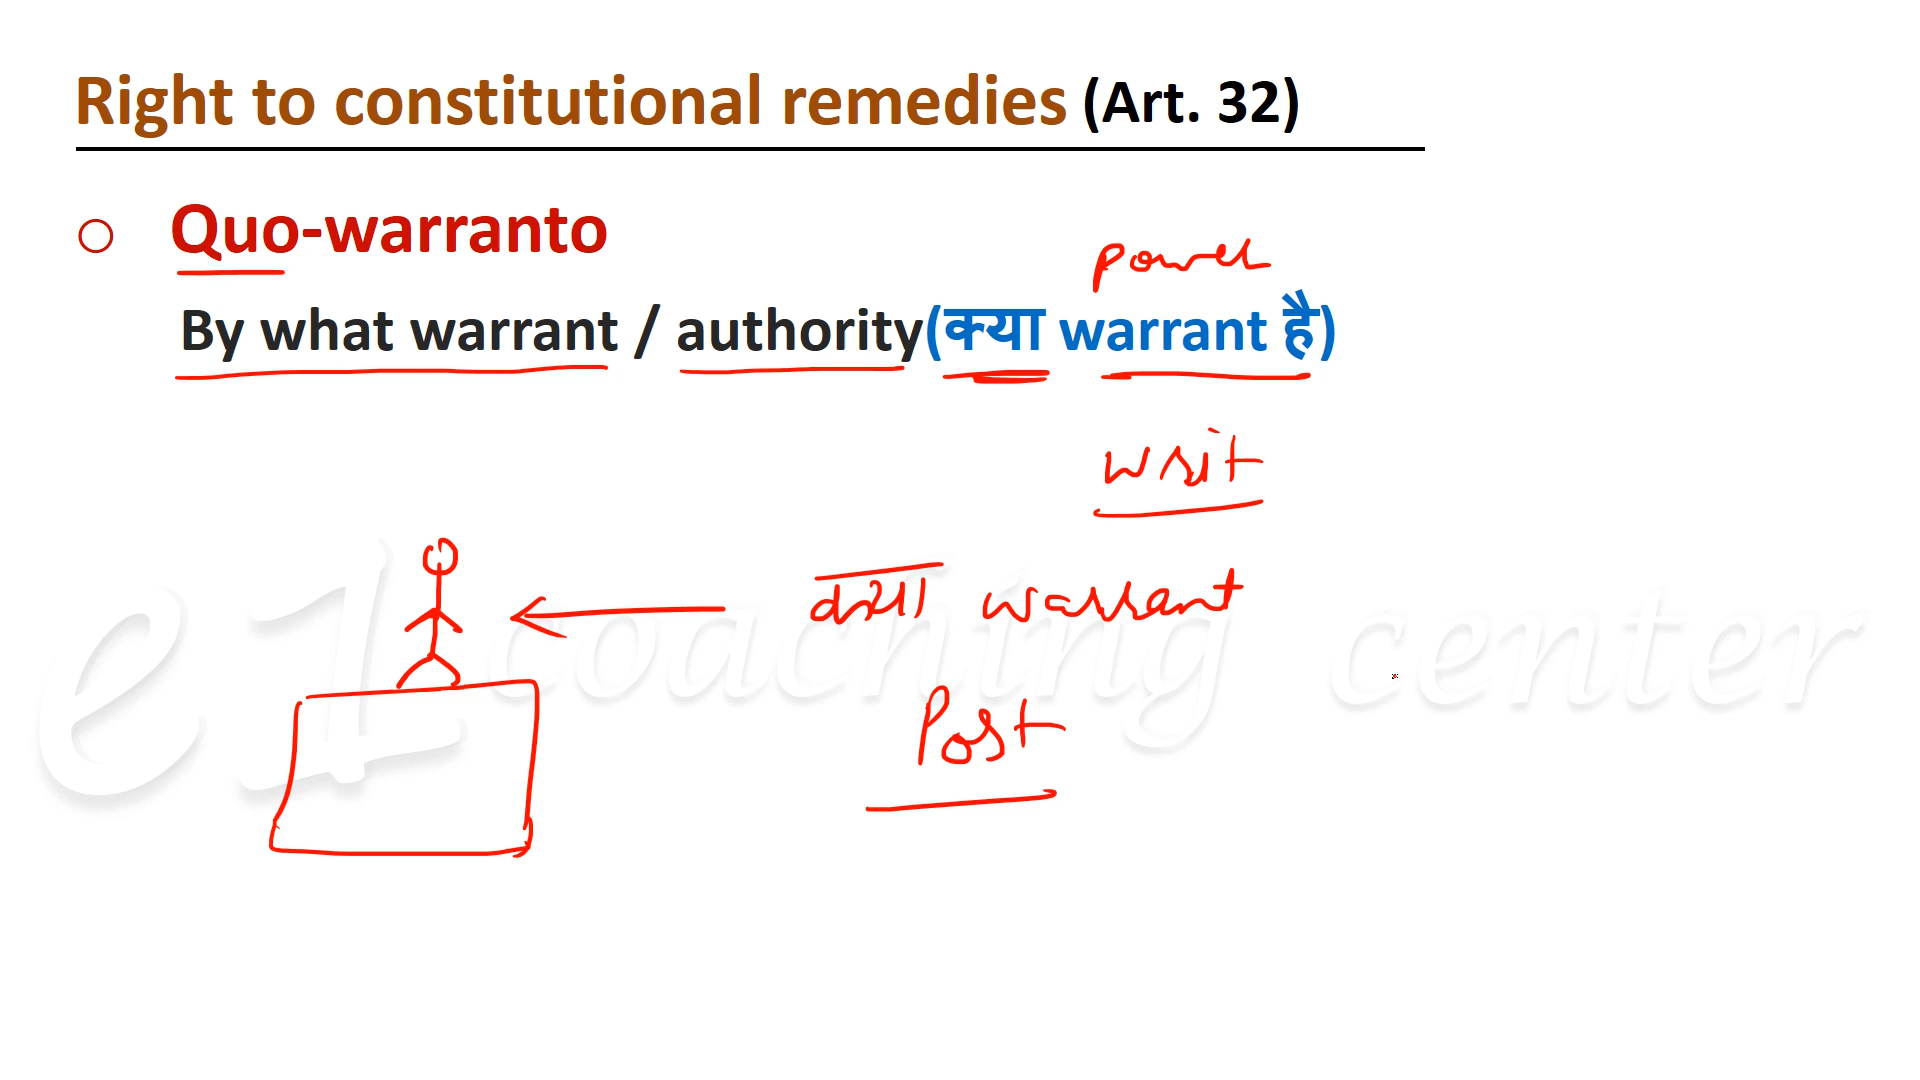 Right to constitutional remedies (Art. 32)
Quo-warranto
power
By what warrant / authority(क्या warrant है)
writ
क्या warrant
e1 coaching center
Post